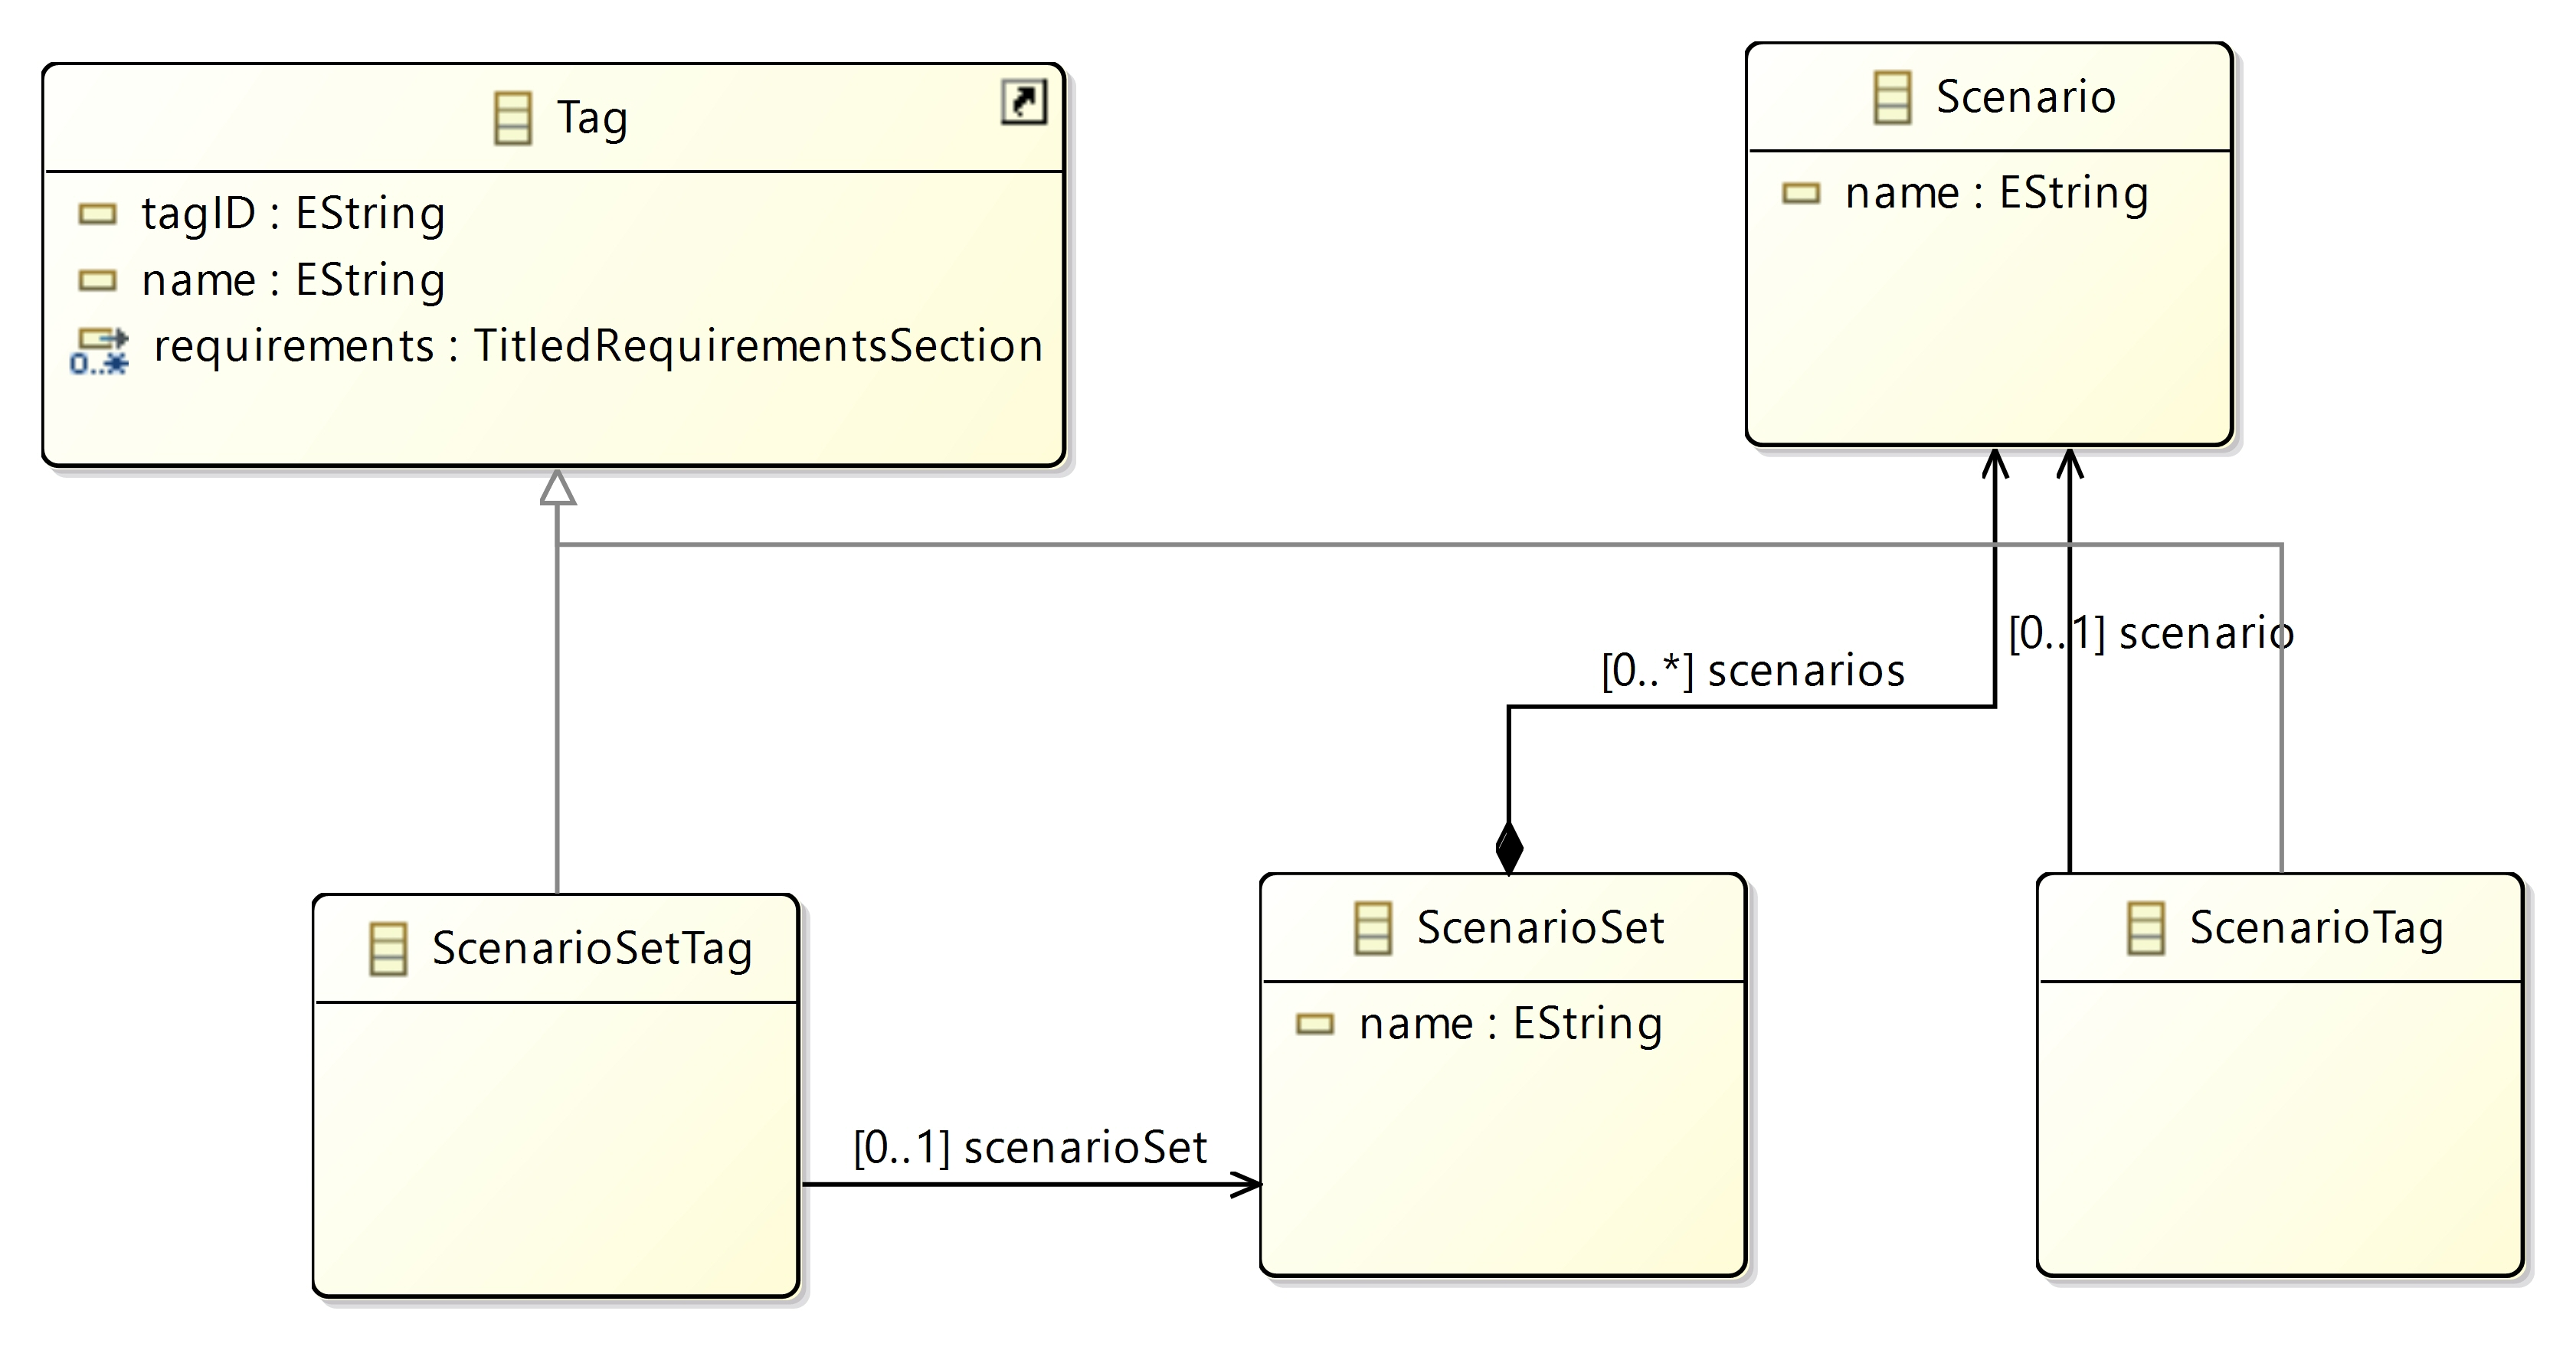 Tag
tagID : EString
name : EString
0..* requirements : TitledRequirementsSection
Scenario
name : EString
[0..1] scenario
[0..*] scenarios
ScenarioSetTag
[0..1] scenarioSet
ScenarioSet
name : EString
ScenarioTag